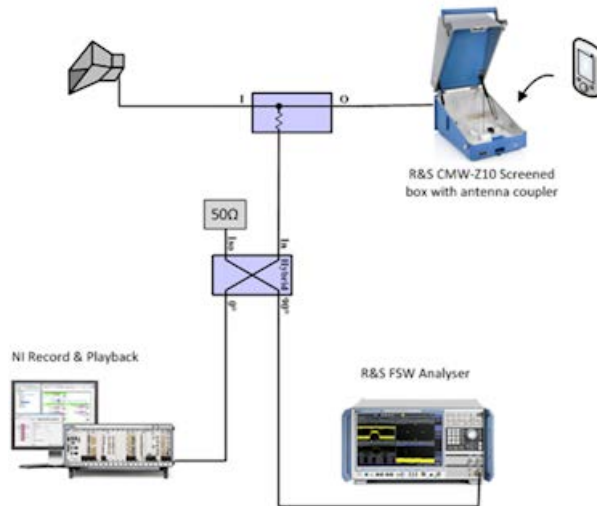 I
O
R&S CMW-Z10 Screened
box with antenna coupler
50Ω
Iso
In
Hybrid
0°
90°
NI Record & Playback
R&S FSW Analyser